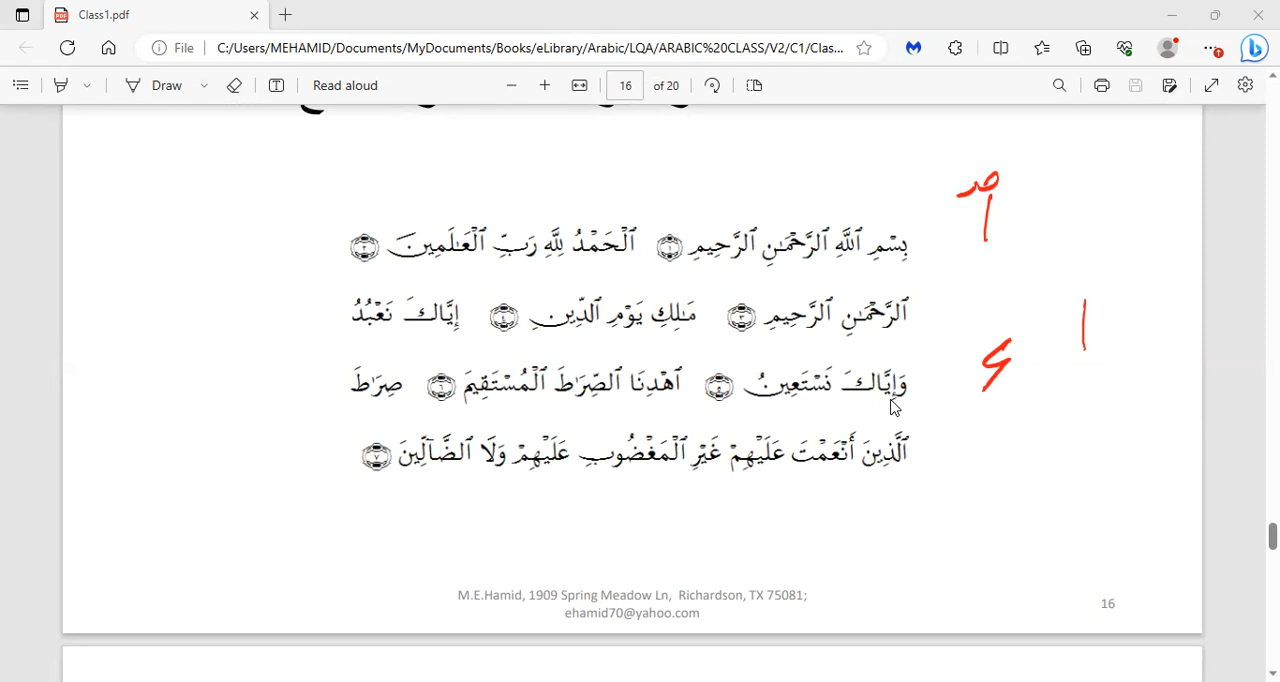 Class1.pdf
File C:/Users/MEHAMID/Documents/MyDocuments/Books/eLibrary/Arabic/LQA/ARABIC%20CLASS/V2/C1/Clas...
Draw Read aloud 16 of 20
بِسْمِ ٱللَّهِ ٱلرَّحْمَٰنِ ٱلرَّحِيمِ ١ ٱلْحَمْدُ لِلَّهِ رَبِّ ٱلْعَٰلَمِينَ ٢
ٱلرَّحْمَٰنِ ٱلرَّحِيمِ ٣ مَٰلِكِ يَوْمِ ٱلدِّينِ ٤ إِيَّاكَ نَعْبُدُ
وَإِيَّاكَ نَسْتَعِينُ ٥ ٱهْدِنَا ٱلصِّرَٰطَ ٱلْمُسْتَقِيمَ ٦ صِرَٰطَ
ٱلَّذِينَ أَنْعَمْتَ عَلَيْهِمْ غَيْرِ ٱلْمَغْضُوبِ عَلَيْهِمْ وَلَا ٱلضَّآلِّينَ ٧
ٱ
ا
ء
M.E.Hamid, 1909 Spring Meadow Ln, Richardson, TX 75081;
ehamid70@yahoo.com
16